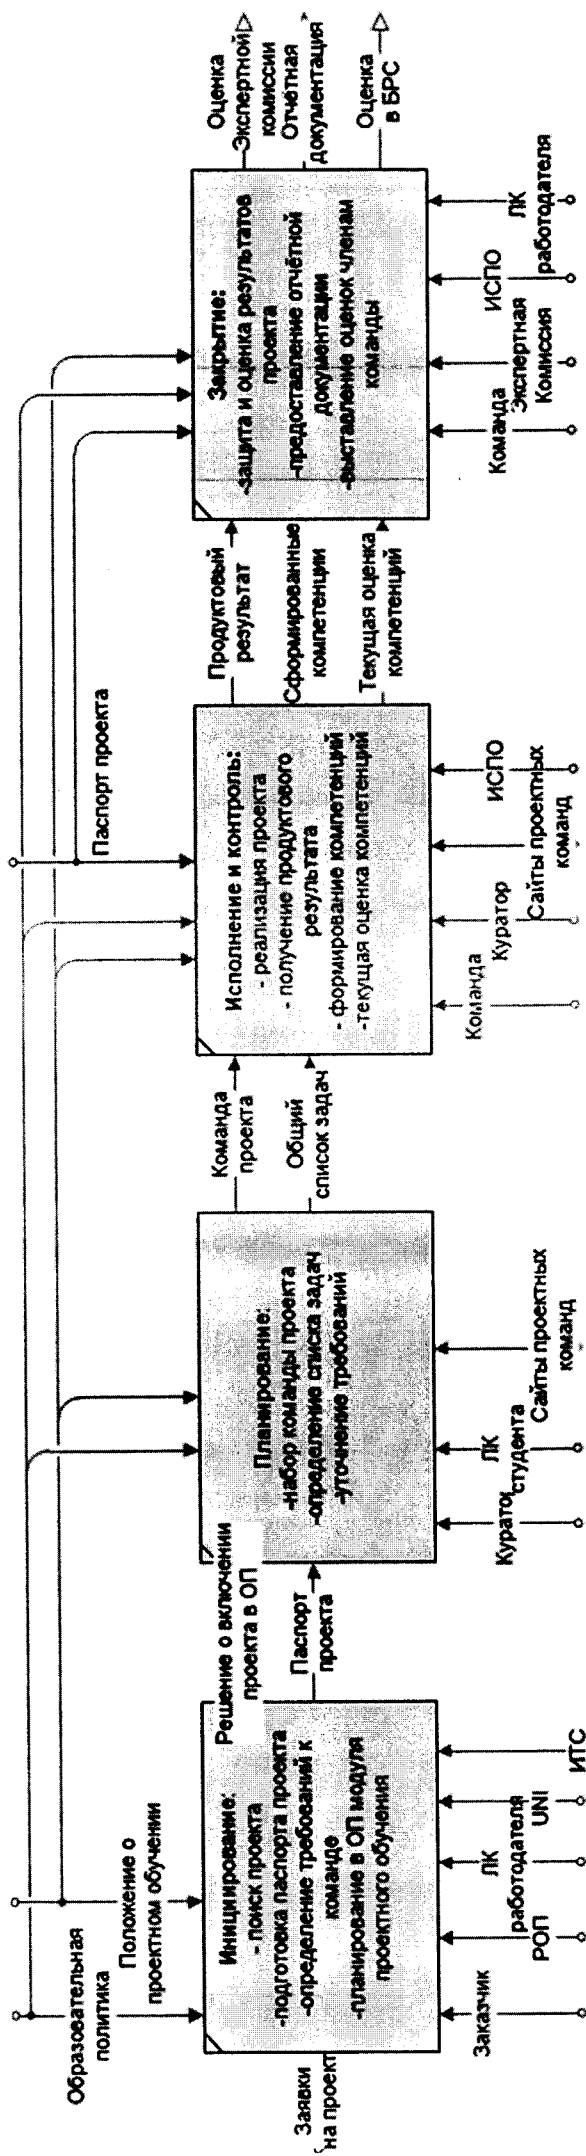 Образовательная
политика
Положение о
проектном обучении
Заявки
на проект
Инициирование:
- поиск проекта
-подготовка паспорта проекта
-определение требований к
команде
-планирование в ОП модуля
проектного обучения
Заказчик
РОП
ЛК
работодателя
UNI
ИТС
Решение о включении
проекта в ОП
Паспорт
проекта
Планирование:
-набор команды проекта
-определение списка задач
-уточнение требований
Куратор
ЛК
студента
Сайты проектных
команд
Команда
проекта
Общий
список задач
Паспорт проекта
Исполнение и контроль:
- реализация проекта
- получение продуктового
результата
- формирование компетенций
-текущая оценка компетенций
Команда
Куратор
Сайты проектных
команд
ИСПО
Продуктовый
результат
Сформированные
компетенции
Текущая оценка
компетенций
Закрытие:
-защита и оценка результатов
проекта
-предоставление отчётной
документации
-выставление оценок членам
команды
Команда
Экспертная
Комиссия
ИСПО
ЛК
работодателя
Оценка
Экспертной
комиссии
Отчётная
документация
Оценка
в БРС